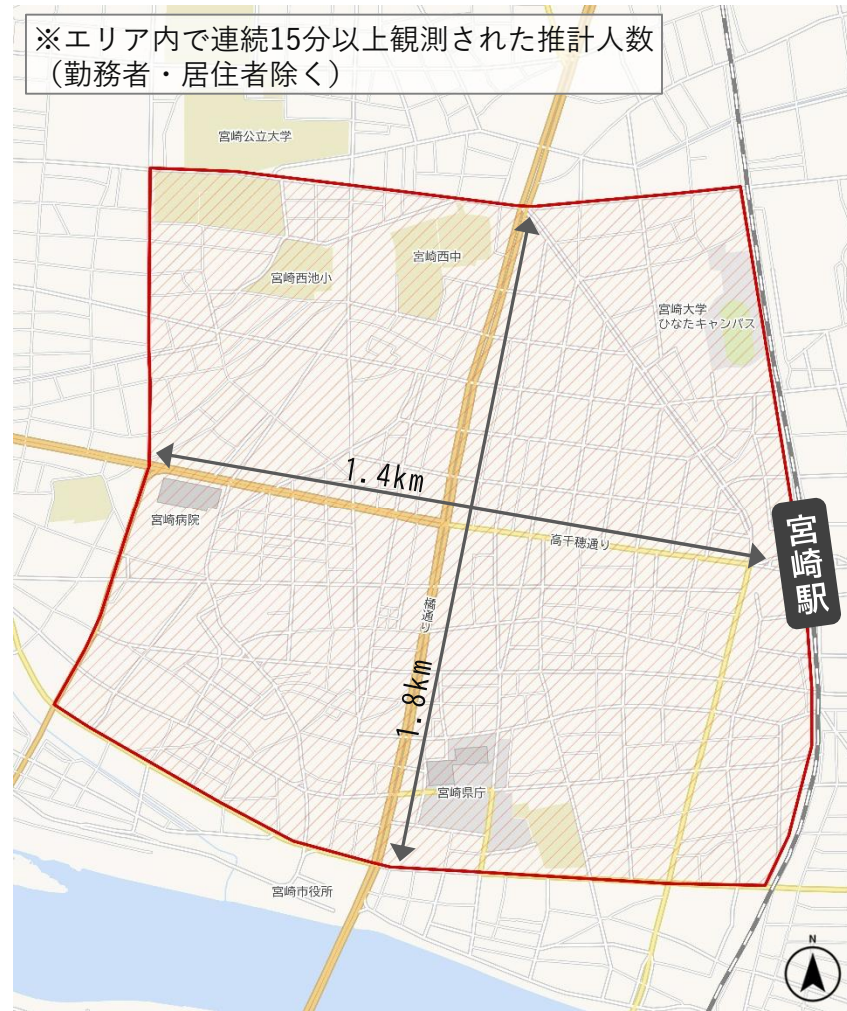 ※エリア内で連続15分以上観測された推計人数
（勤務者・居住者除く）
宮崎公立大学
宮崎西中
宮崎西池小
宮崎大学
ひなたキャンパス
1.4km
宮崎病院
高千穂通り
宮崎駅
橘通り
1.8km
宮崎県庁
宮崎市役所
N